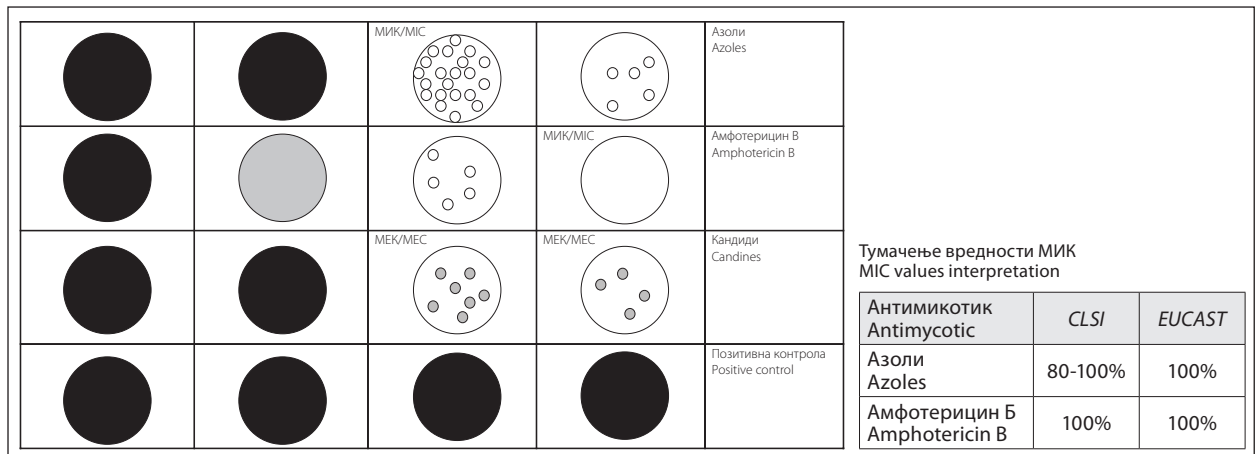 МИК/MIC
Азоли
Azoles
МИК/MIC
Амфотерицин В
Amphotericin B
МЕК/MEC
МЕК/MEC
Кандиди
Candines
Позитивна контрола
Positive control
Тумачење вредности МИК
MIC values interpretation
Антимикотик
Antimycotic
CLSI
EUCAST
Азоли
Azoles
80-100%
100%
Амфотерицин Б
Amphotericin B
100%
100%